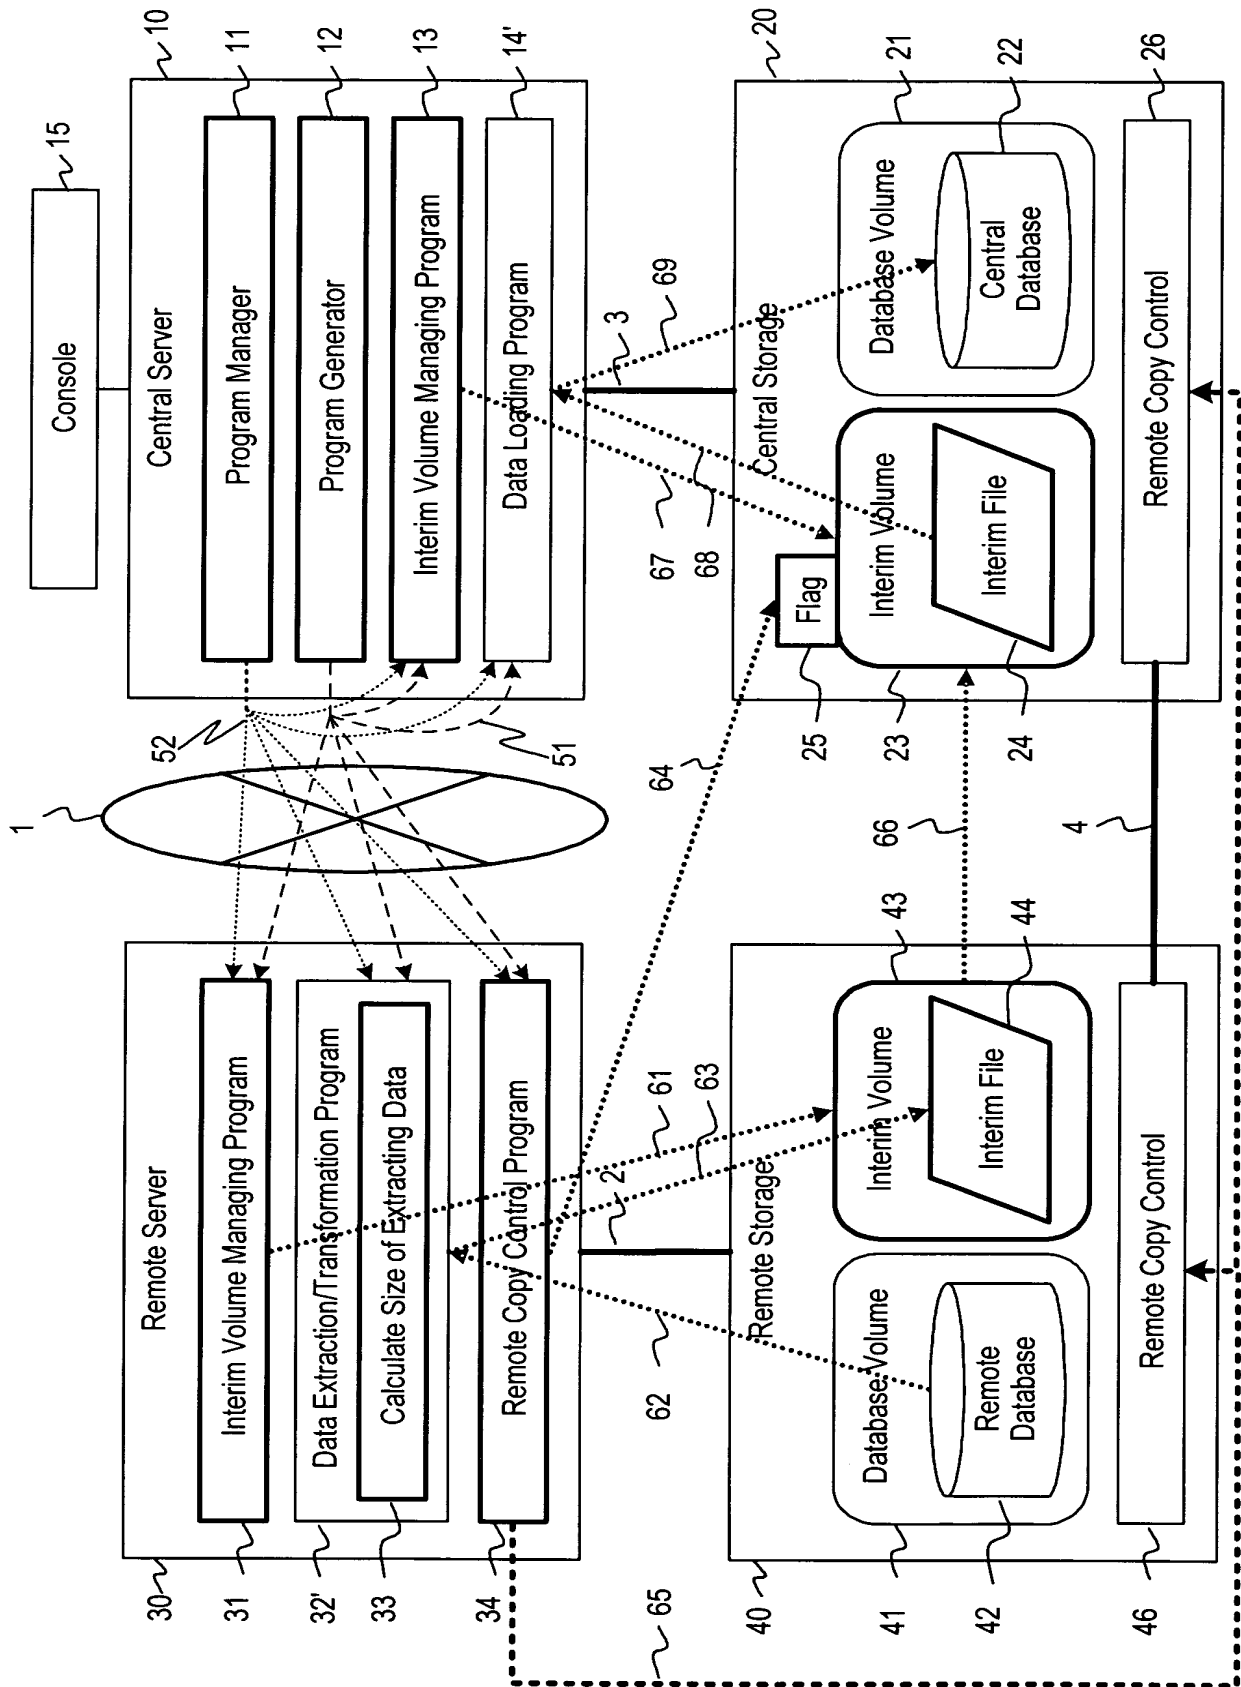 Console
15
Central Server
10
Program Manager
11
Program Generator
12
Interim Volume Managing Program
13
Data Loading Program
14'
52
51
1
Remote Server
30
Interim Volume Managing Program
31
Data Extraction/Transformation Program
32'
Calculate Size of Extracting Data
33
Remote Copy Control Program
34
3
69
67
68
64
2
61
63
62
65
Central Storage
20
Database Volume
21
Central
Database
22
Flag
25
Interim Volume
23
Interim File
24
Remote Copy Control
26
66
4
Remote Storage
40
Interim Volume
43
Interim File
44
Database Volume
41
Remote
Database
42
Remote Copy Control
46